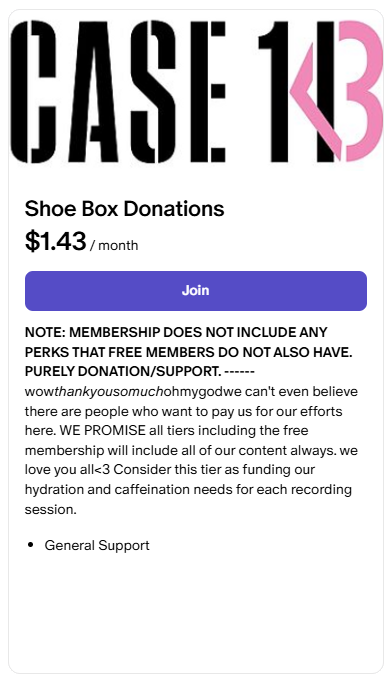 CASE 1 <3
Shoe Box Donations
$1.43 / month
Join
NOTE: MEMBERSHIP DOES NOT INCLUDE ANY
PERKS THAT FREE MEMBERS DO NOT ALSO HAVE.
PURELY DONATION/SUPPORT. ------
wowthankyousomuchohmygodwe can't even believe
there are people who want to pay us for our efforts
here. WE PROMISE all tiers including the free
membership will include all of our content always. we
love you all<3 Consider this tier as funding our
hydration and caffeination needs for each recording
session.
• General Support